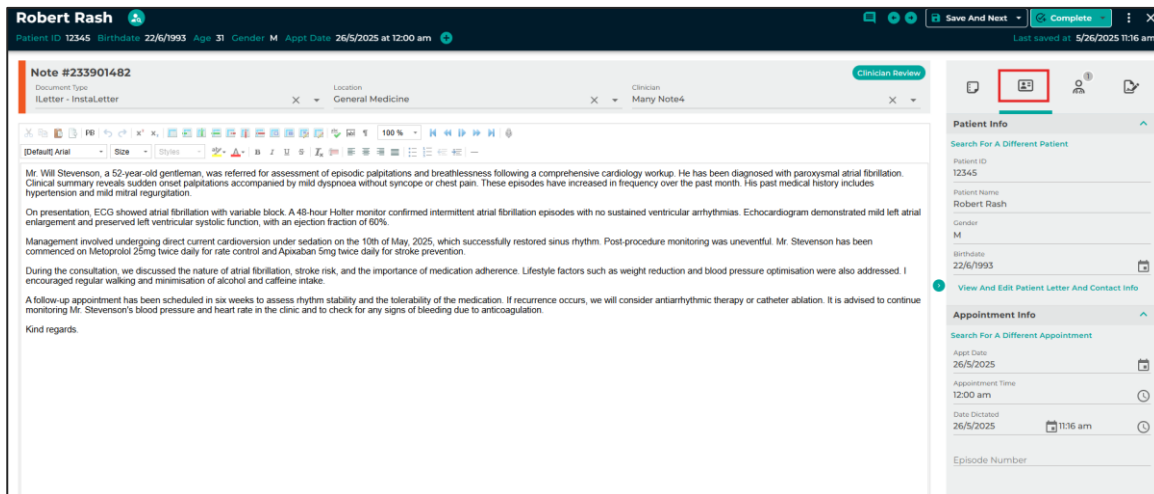 Robert Rash
Save And Next
Complete
Patient ID 12345 Birthdate 22/6/1993 Age 31 Gender M Appt Date 26/5/2025 at 12:00 am
Last saved at 5/26/2025 11:16 am
Note #233901482
Clinician Review
Document Type
ILetter - InstaLetter
Location
General Medicine
Clinician
Many Note4
PB
x² x₂
100 %
[Default] Arial
Size
Styles
A
B I U S
Mr. Will Stevenson, a 52-year-old gentleman, was referred for assessment of episodic palpitations and breathlessness following a comprehensive cardiology workup. He has been diagnosed with paroxysmal atrial fibrillation.
Clinical summary reveals sudden onset palpitations accompanied by mild dyspnoea without syncope or chest pain. These episodes have increased in frequency over the past month. His past medical history includes
hypertension and mild mitral regurgitation.
On presentation, ECG showed atrial fibrillation with variable block. A 48-hour Holter monitor confirmed intermittent atrial fibrillation episodes with no sustained ventricular arrhythmias. Echocardiogram demonstrated mild left atrial
enlargement and preserved left ventricular systolic function, with an ejection fraction of 60%.
Management involved undergoing direct current cardioversion under sedation on the 10th of May, 2025, which successfully restored sinus rhythm. Post-procedure monitoring was uneventful. Mr. Stevenson has been
commenced on Metoprolol 25mg twice daily for rate control and Apixaban 5mg twice daily for stroke prevention.
During the consultation, we discussed the nature of atrial fibrillation, stroke risk, and the importance of medication adherence. Lifestyle factors such as weight reduction and blood pressure optimisation were also addressed. I
encouraged regular walking and minimisation of alcohol and caffeine intake.
A follow-up appointment has been scheduled in six weeks to assess rhythm stability and the tolerability of the medication. If recurrence occurs, we will consider antiarrhythmic therapy or catheter ablation. It is advised to continue
monitoring Mr. Stevenson's blood pressure and heart rate in the clinic and to check for any signs of bleeding due to anticoagulation.
Kind regards.
1
Patient Info
Search For A Different Patient
Patient ID
12345
Patient Name
Robert Rash
Gender
M
Birthdate
22/6/1993
View And Edit Patient Letter And Contact Info
Appointment Info
Search For A Different Appointment
Appt Date
26/5/2025
Appointment Time
12:00 am
Date Dictated
26/5/2025 11:16 am
Episode Number